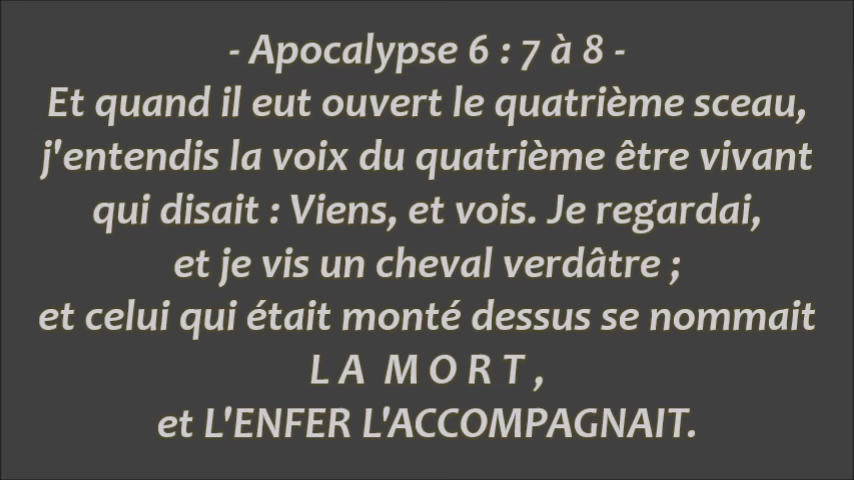 - Apocalypse 6 : 7 à 8 -
Et quand il eut ouvert le quatrième sceau,
j'entendis la voix du quatrième être vivant
qui disait : Viens, et vois. Je regardai,
et je vis un cheval verdâtre ;
et celui qui était monté dessus se nommait
L A  M O R T ,
et L'ENFER L'ACCOMPAGNAIT.